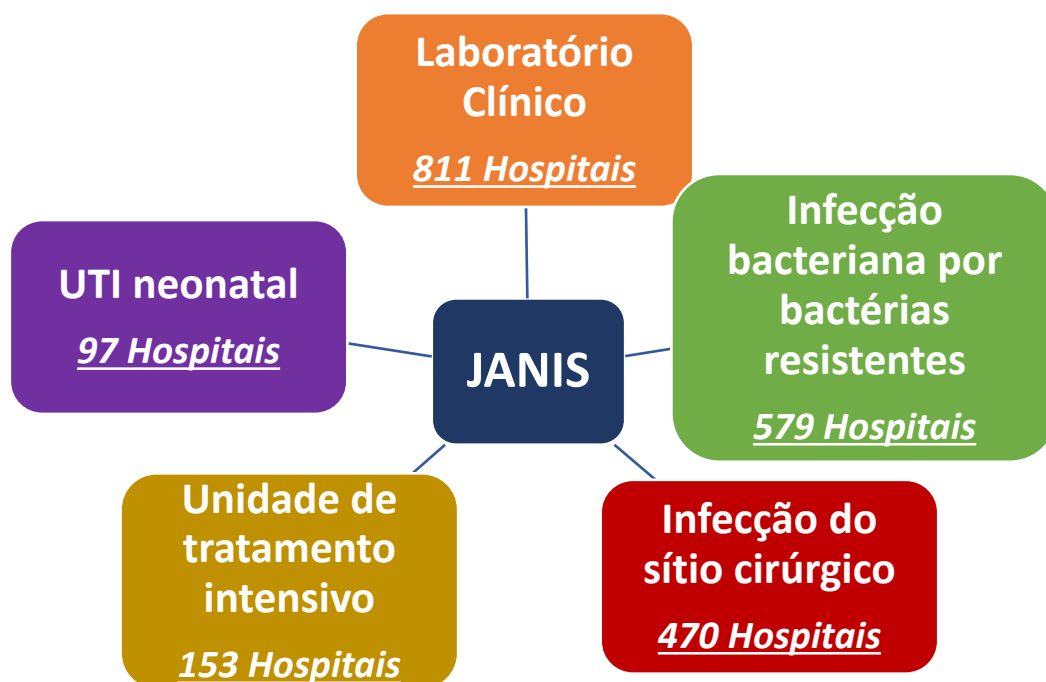 Laboratório
Clínico
811 Hospitais
Infecção
bacteriana por
bactérias
resistentes
579 Hospitais
UTI neonatal
97 Hospitais
JANIS
Unidade de
tratamento
intensivo
153 Hospitais
Infecção do
sítio cirúrgico
470 Hospitais